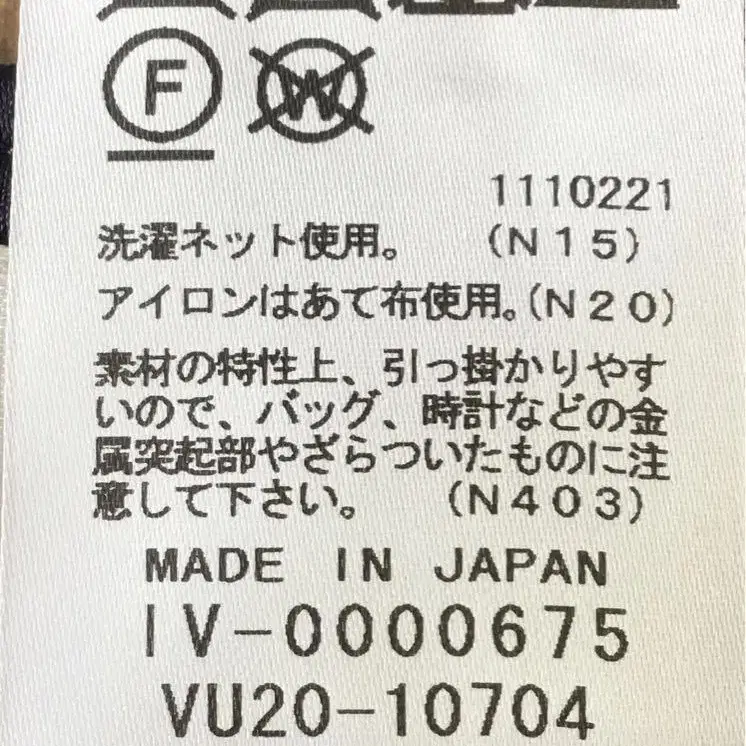 F
W
1110221
洗濯ネット使用。 (N15)
アイロンはあて布使用。(N20)
素材の特性上、引っ掛かりやす
いので、バッグ、時計などの金
属突起部やざらついたものに注
意して下さい。 (N403)
MADE IN JAPAN
IV-0000675
VU20-10704